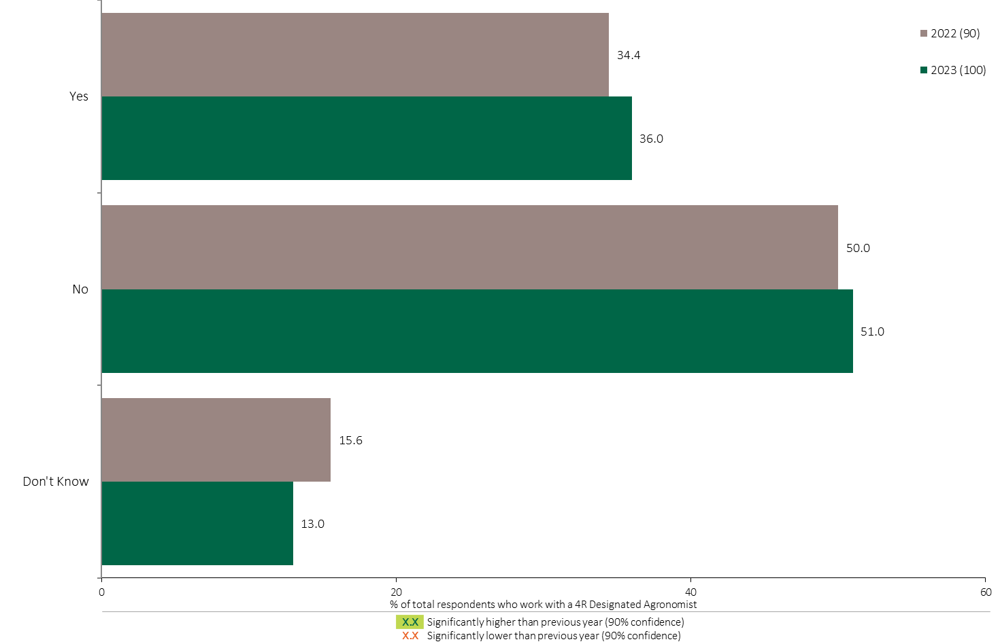 2022 (90)
2023 (100)
Yes
34.4
36.0
No
50.0
51.0
Don't Know
15.6
13.0
0 20 40 60
% of total respondents who work with a 4R Designated Agronomist
X.X Significantly higher than previous year (90% confidence)
X.X Significantly lower than previous year (90% confidence)